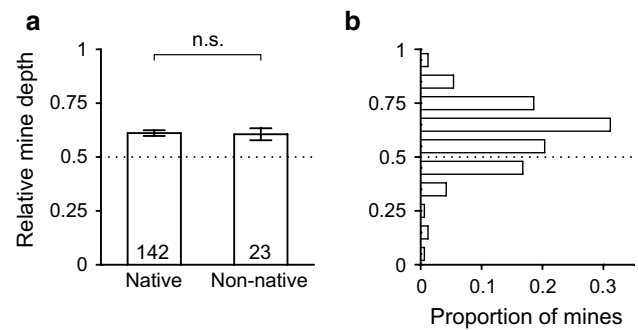 a
n.s.
Relative mine depth
1
0.75
0.5
0.25
0
142
23
Native
Non-native
b
1
0.75
0.5
0.25
0
0 0.1 0.2 0.3
Proportion of mines